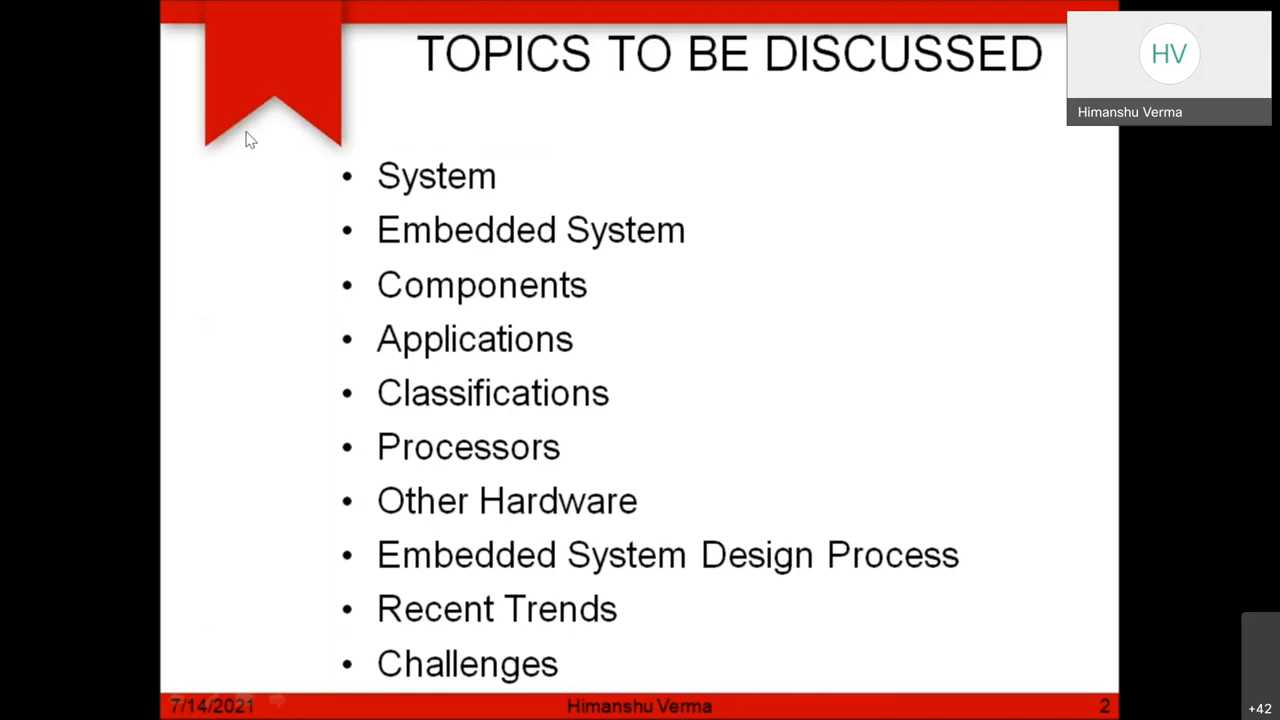 TOPICS TO BE DISCUSSED
HV
Himanshu Verma
• System
• Embedded System
• Components
• Applications
• Classifications
• Processors
• Other Hardware
• Embedded System Design Process
• Recent Trends
• Challenges
7/14/2021 Himanshu Verma 2
+42